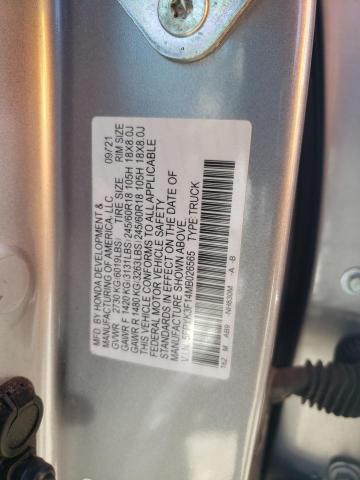 MFD. BY HONDA DEVELOPMENT & 09/21
MANUFACTURING OF AMERICA, LLC
GVWR 2730 KG(6019LBS) TIRE SIZE RIM SIZE
GAWR F 1420 KG(3131LBS)245/60R18 105H 18X8.0J
GAWR R 1480 KG(3263LBS)245/60R18 105H 18X8.0J
THIS VEHICLE CONFORMS TO ALL APPLICABLE
FEDERAL MOTOR VEHICLE SAFETY
STANDARDS IN EFFECT ON THE DATE OF
MANUFACTURE SHOWN ABOVE.
V.I.N. 5FPYK3F14MB026565 TYPE:TRUCK
NH830M -A -B